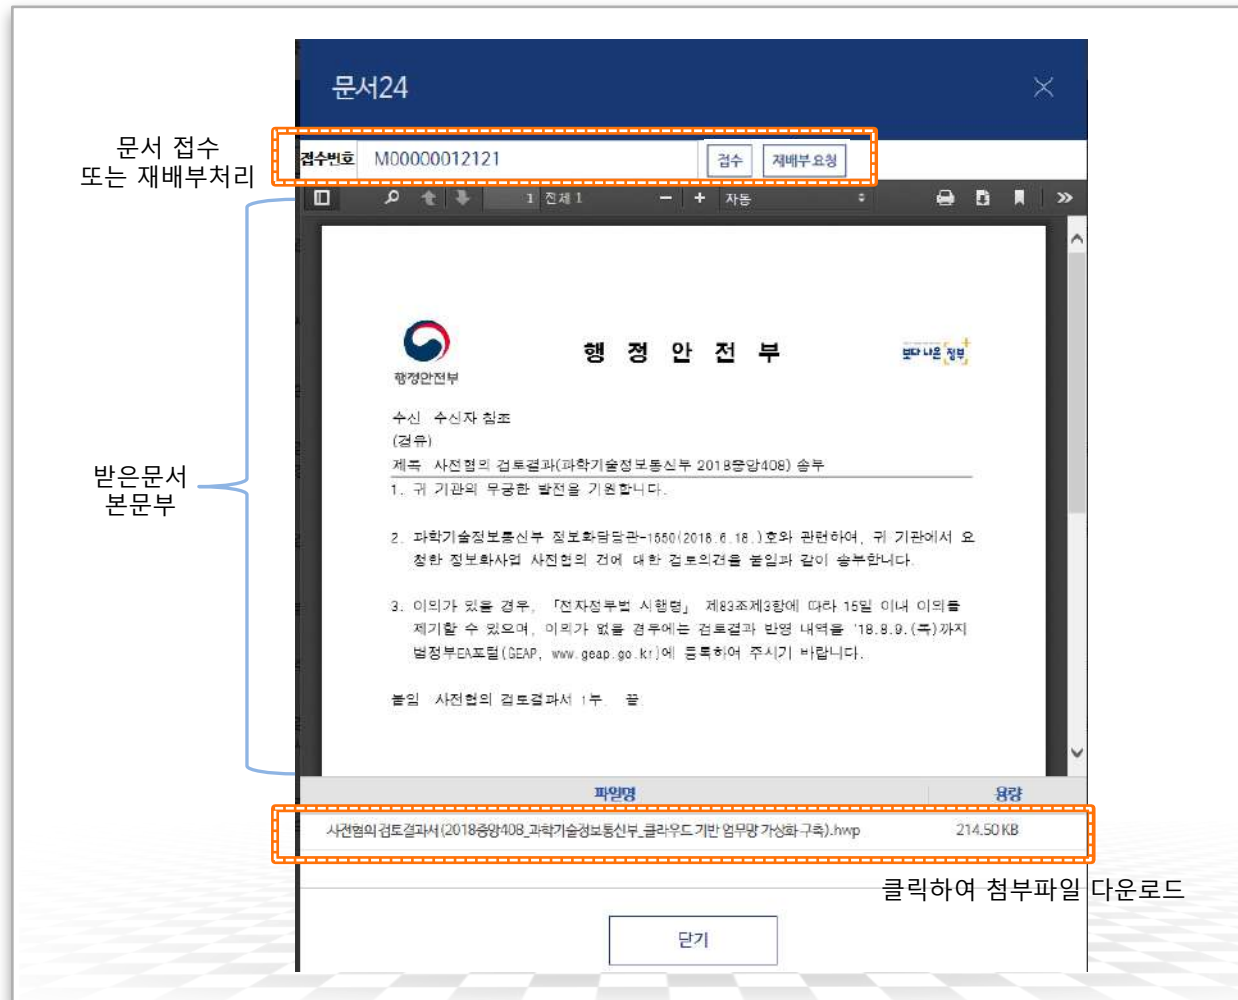 문서24
문서 접수
또는 재배부처리
접수번호 M00000012121 접수 재배부 요청
1 전체 1 자동
행정안전부
행 정 안 전 부
보다 나은 정부
수신 수신자 참조
(경유)
제목 사전협의 검토결과(과학기술정보통신부 2018중앙408) 송부
1. 귀 기관의 무궁한 발전을 기원합니다.
받은문서
본문부
2. 과학기술정보통신부 정보화담당관-1550(2018.6.18.)호와 관련하여, 귀 기관에서 요
청한 정보화사업 사전협의 건에 대한 검토의견을 붙임과 같이 송부합니다.
3. 이의가 있을 경우, 「전자정부법 시행령」 제83조제3항에 따라 15일 이내 이의를
제기할 수 있으며, 이의가 없을 경우에는 검토결과 반영 내역을 '18.8.9.(목)까지
범정부EA포털(GEAP, www.geap.go.kr)에 등록하여 주시기 바랍니다.
붙임 사전협의 검토결과서 1부. 끝.
파일명 용량
사전협의 검토결과서(2018중앙408_과학기술정보통신부_클라우드 기반 업무망 가상화 구축).hwp 214.50 KB
클릭하여 첨부파일 다운로드
닫기